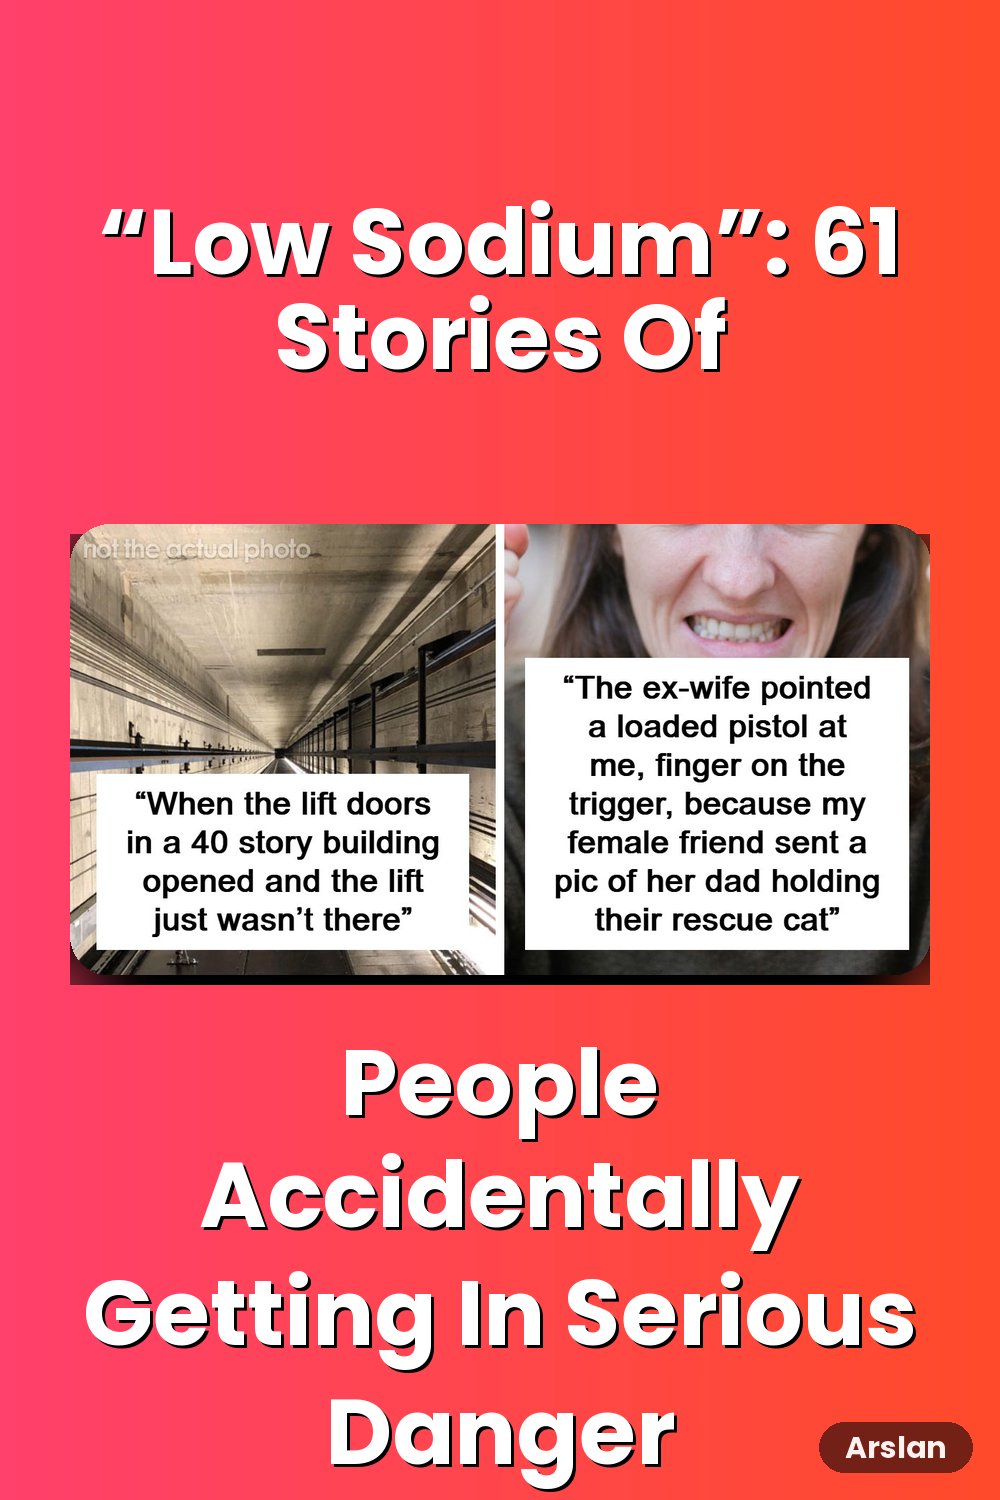 “Low Sodium”: 61
Stories Of
not the actual photo
“When the lift doors
in a 40 story building
opened and the lift
just wasn’t there”
“The ex-wife pointed
a loaded pistol at
me, finger on the
trigger, because my
female friend sent a
pic of her dad holding
their rescue cat”
People
Accidentally
Getting In Serious
Danger
Arslan